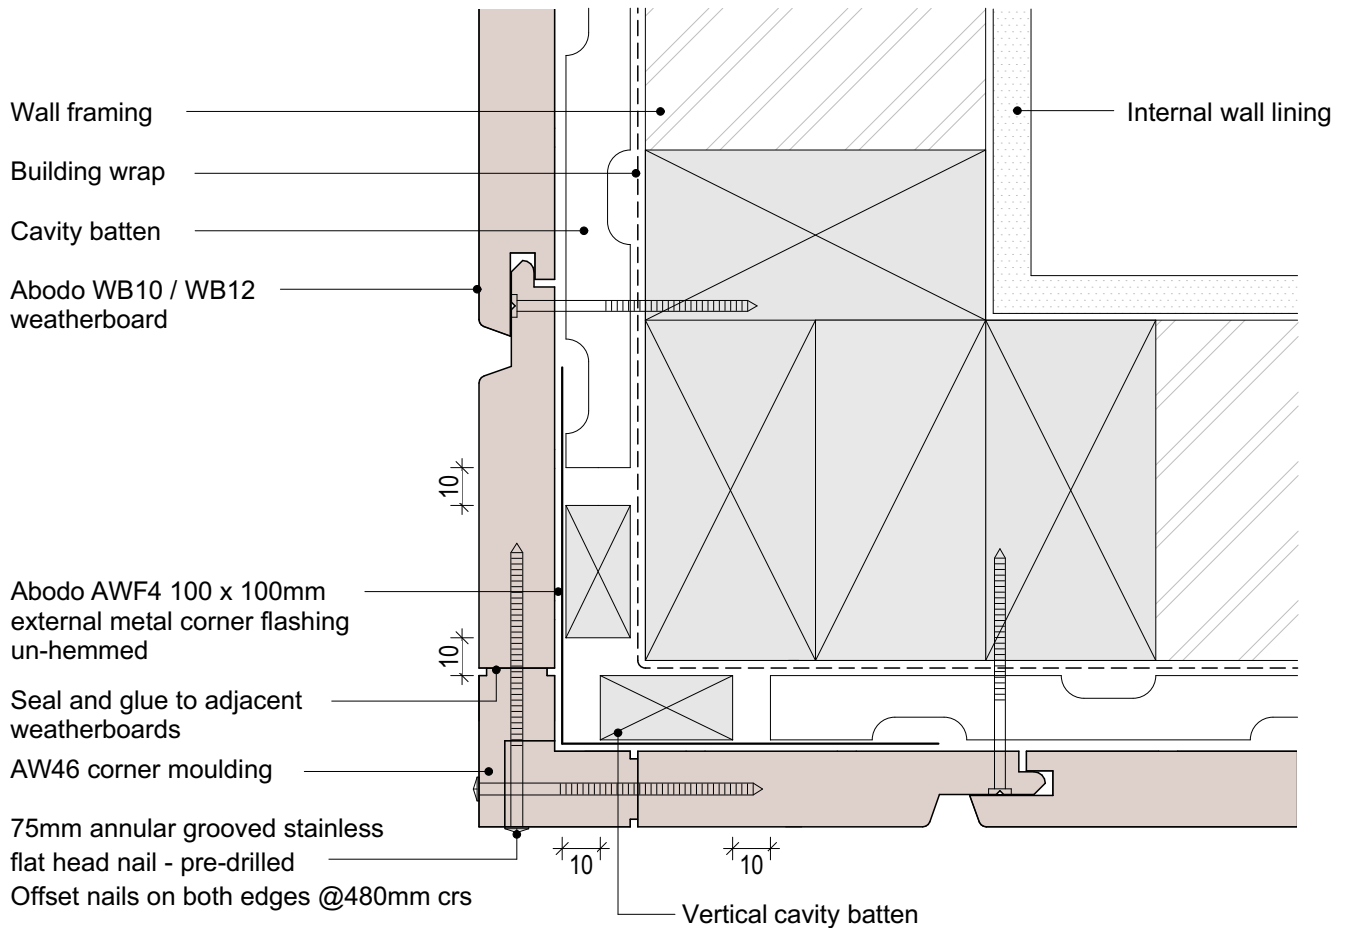 Wall framing
Internal wall lining
Building wrap
Cavity batten
Abodo WB10 / WB12
weatherboard
10
Abodo AWF4 100 x 100mm
external metal corner flashing
un-hemmed
10
Seal and glue to adjacent
weatherboards
AW46 corner moulding
75mm annular grooved stainless
flat head nail - pre-drilled
Offset nails on both edges @480mm crs
10
10
Vertical cavity batten